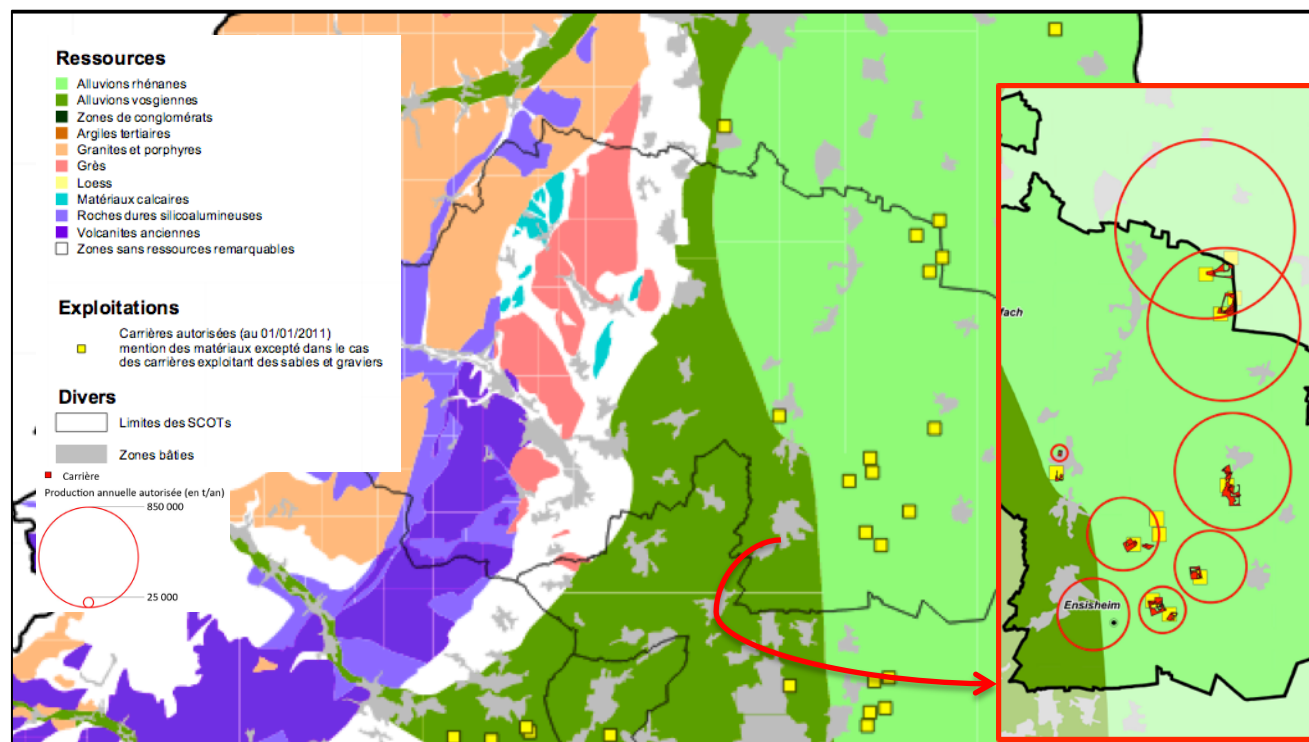 Ressources
Alluvions rhénanes
Alluvions vosgiennes
Zones de conglomérats
Argiles tertiaires
Granites et porphyres
Grès
Loess
Matériaux calcaires
Roches dures silicoalumineuses
Volcanites anciennes
Zones sans ressources remarquables
Exploitations
Carrières autorisées (au 01/01/2011)
mention des matériaux excepté dans le cas
des carrières exploitant des sables et graviers
Divers
Limites des SCOTs
Zones bâties
Carrière
Production annuelle autorisée (en t/an)
850 000
25 000
fach
Ensisheim